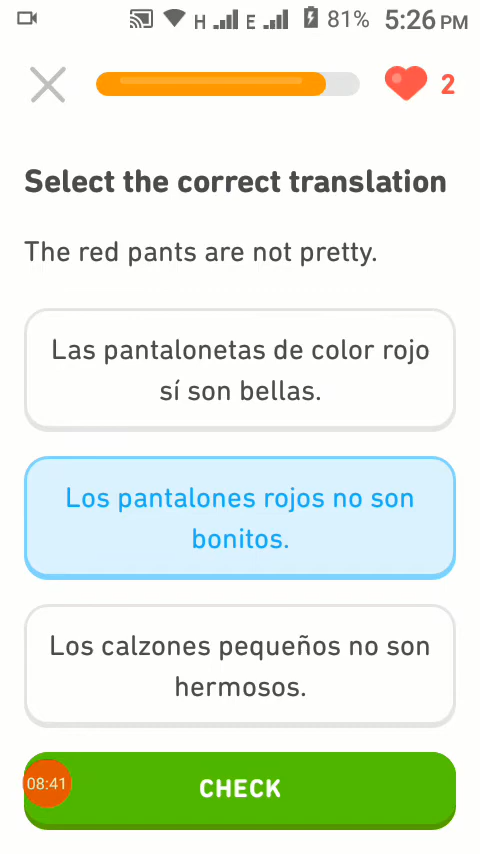 H E 81% 5:26 PM
2
Select the correct translation
The red pants are not pretty.
Las pantalonetas de color rojo
sí son bellas.
Los pantalones rojos no son
bonitos.
Los calzones pequeños no son
hermosos.
08:41 CHECK